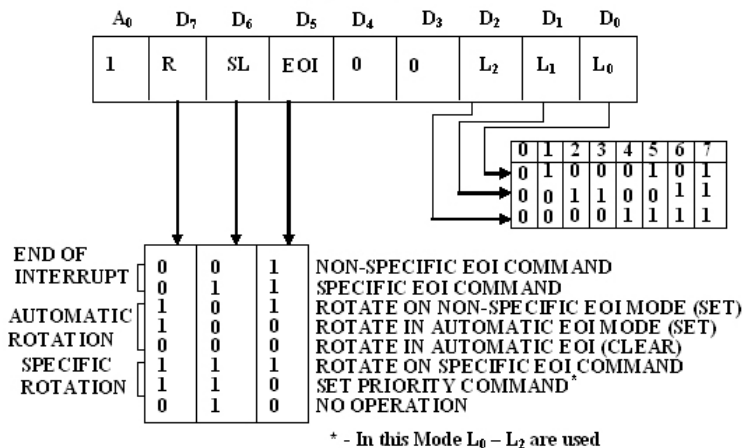 A₀ D₇ D₆ D₅ D₄ D₃ D₂ D₁ D₀
1 R SL EOI 0 0 L₂ L₁ L₀
0 1 2 3 4 5 6 7
0 1 0 0 0 1 0 1
0 0 1 1 0 0 1 1
0 0 0 0 1 1 1 1
END OF
INTERRUPT
0 0 1 NON-SPECIFIC EOI COMMAND
0 1 1 SPECIFIC EOI COMMAND
AUTOMATIC
ROTATION
1 0 1 ROTATE ON NON-SPECIFIC EOI MODE (SET)
1 0 0 ROTATE IN AUTOMATIC EOI MODE (SET)
0 0 0 ROTATE IN AUTOMATIC EOI (CLEAR)
SPECIFIC
ROTATION
1 1 1 ROTATE ON SPECIFIC EOI COMMAND
1 1 0 SET PRIORITY COMMAND*
0 1 0 NO OPERATION
* - In this Mode L₀ – L₂ are used